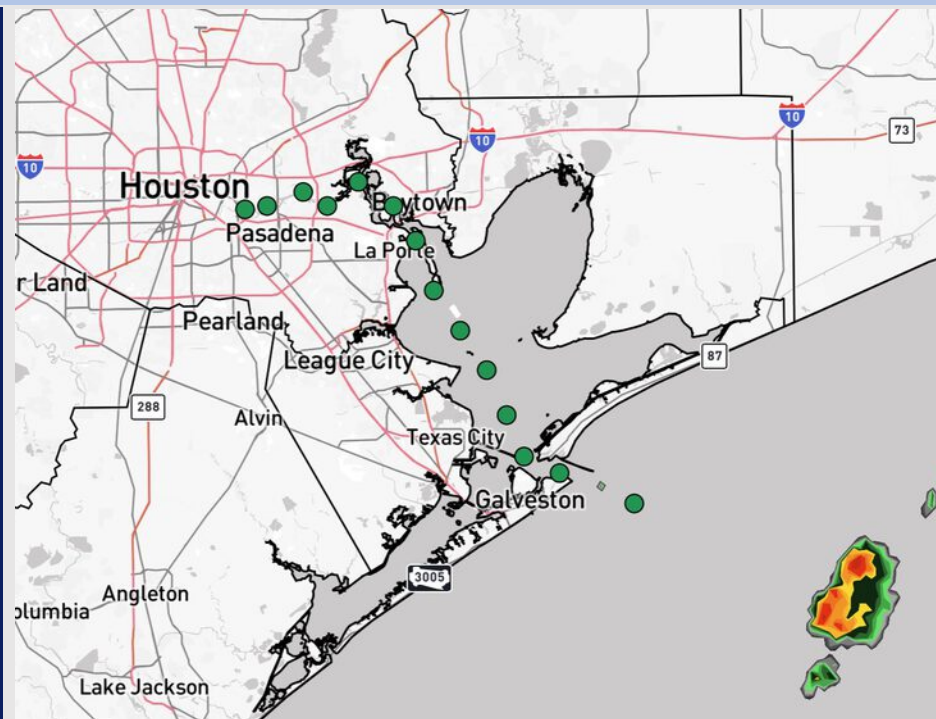 10
73
10
10
Houston
Baytown
Pasadena
La Porte
r Land
Pearland
League City
87
288
Alvin
Texas City
Galveston
3005
Angleton
olumbia
Lake Jackson